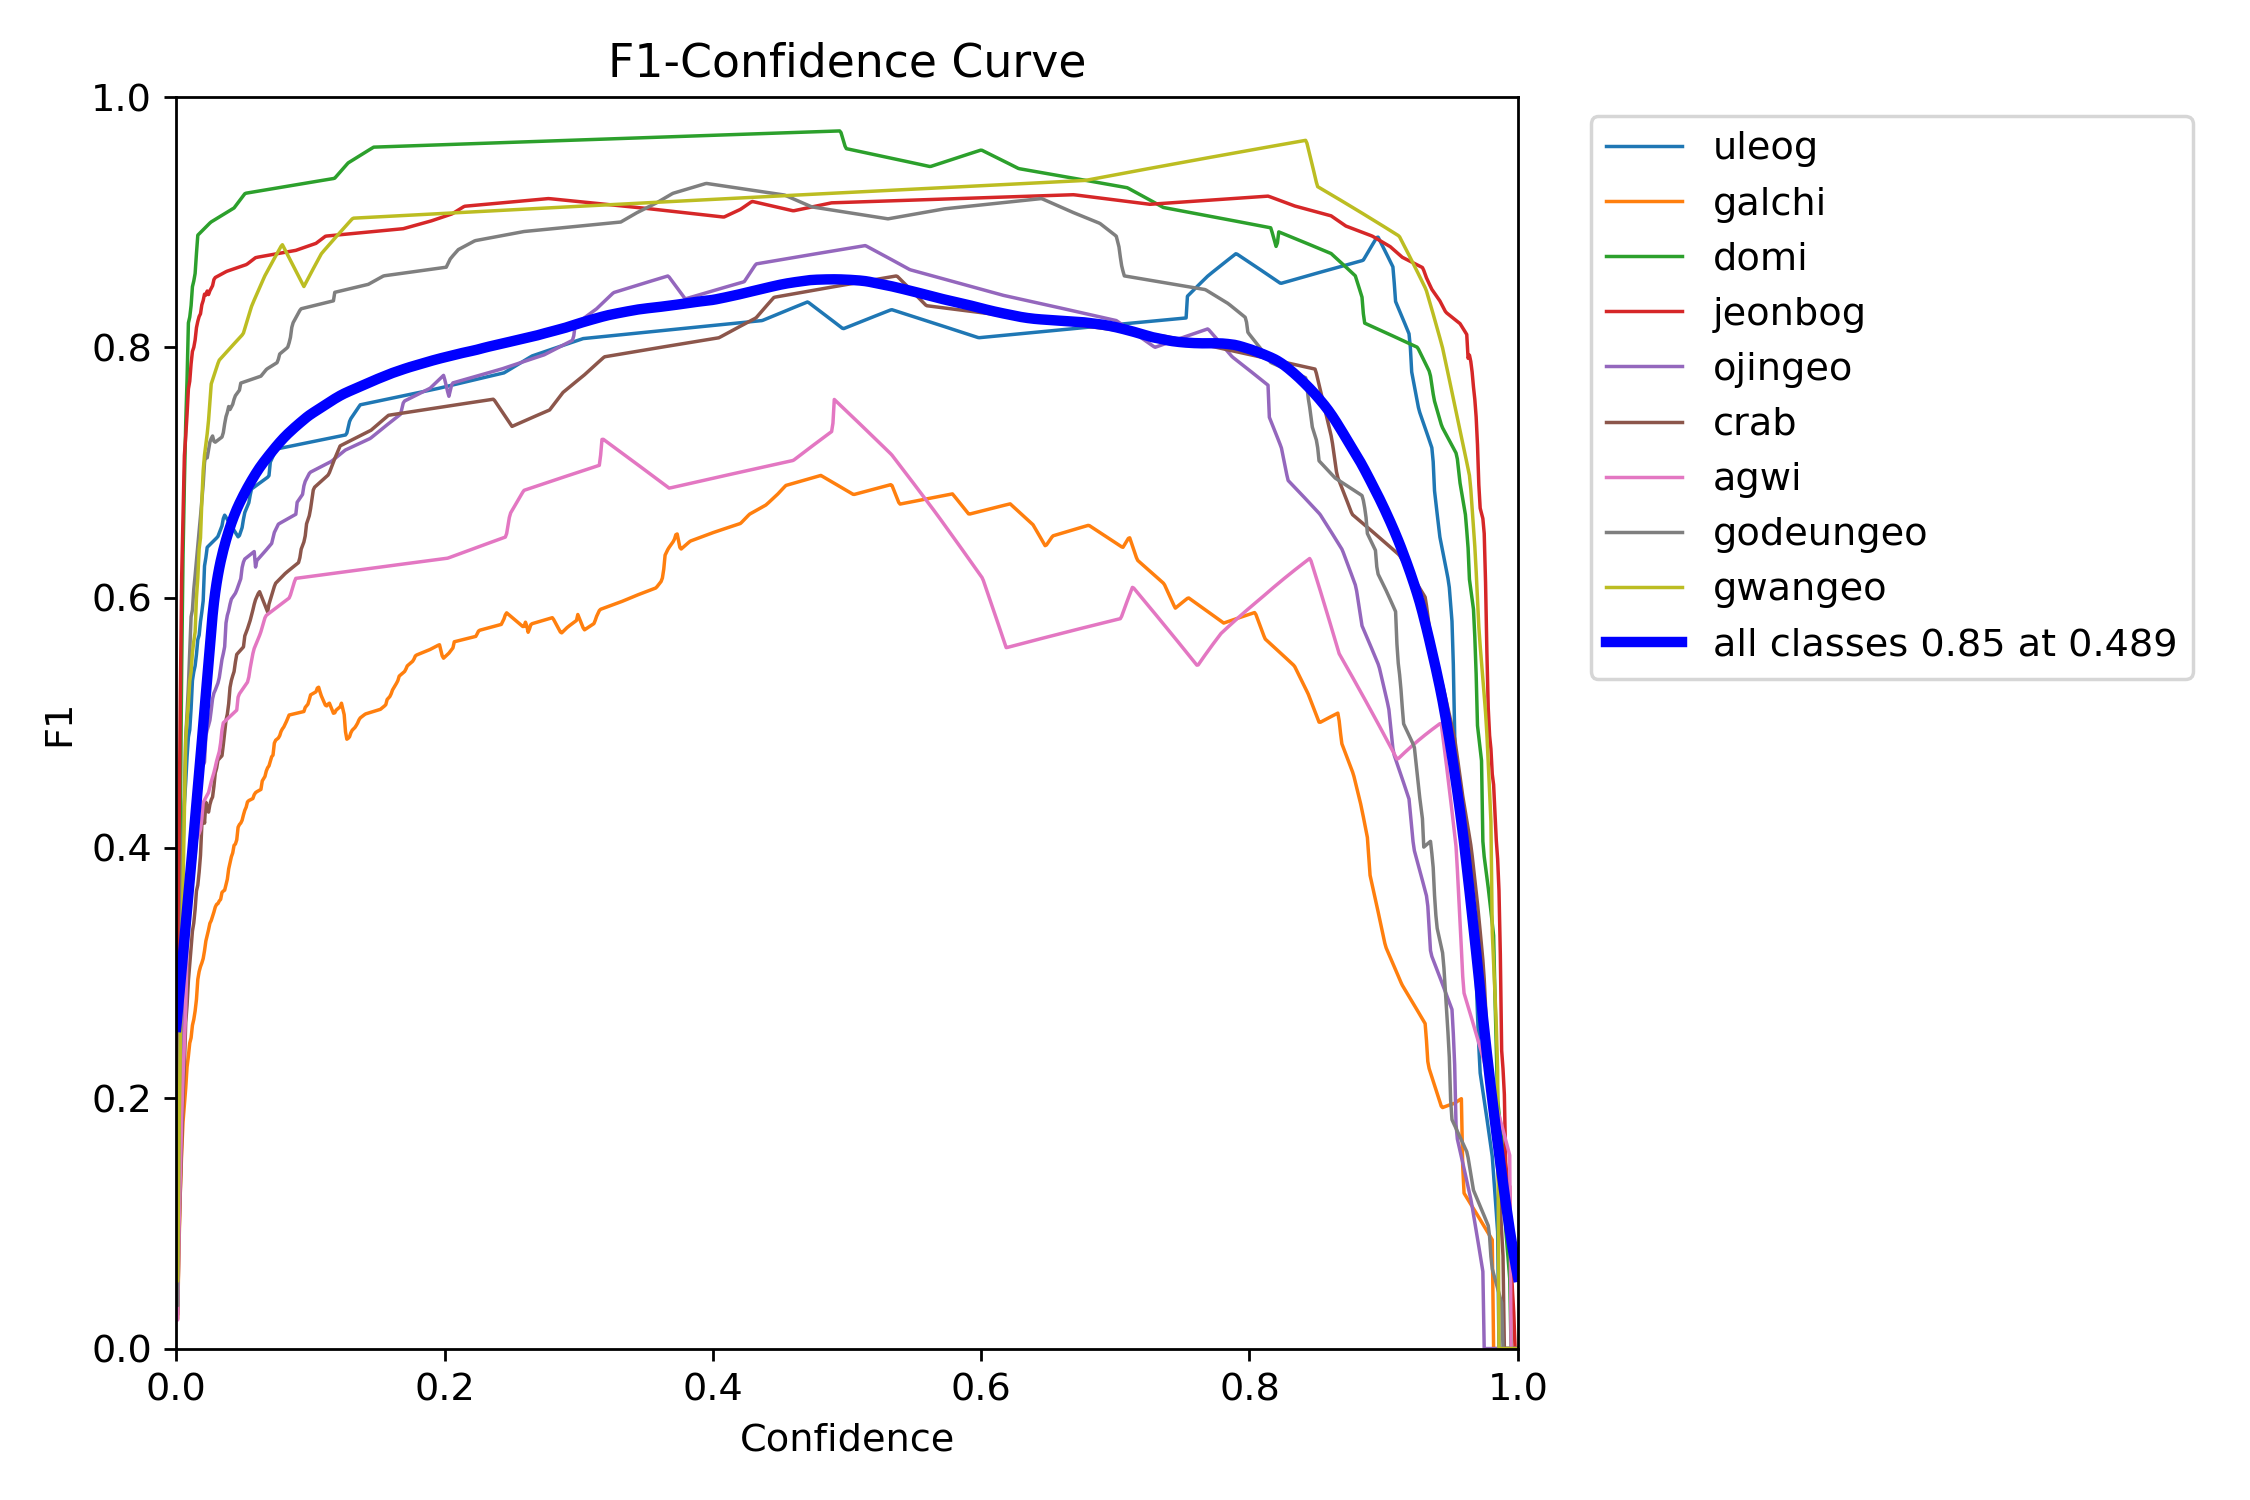 F1-Confidence Curve
1.0
0.8
0.6
0.4
0.2
0.0
F1
0.0 0.2 0.4 0.6 0.8 1.0
Confidence
uleog
galchi
domi
jeonbog
ojingeo
crab
agwi
godeungeo
gwangeo
all classes 0.85 at 0.489